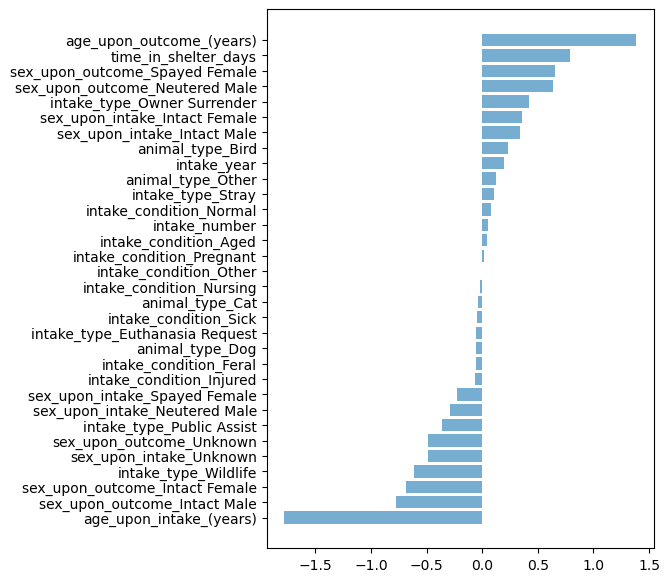 age_upon_outcome_(years)
time_in_shelter_days
sex_upon_outcome_Spayed Female
sex_upon_outcome_Neutered Male
intake_type_Owner Surrender
sex_upon_intake_Intact Female
sex_upon_intake_Intact Male
animal_type_Bird
intake_year
animal_type_Other
intake_type_Stray
intake_condition_Normal
intake_number
intake_condition_Aged
intake_condition_Pregnant
intake_condition_Other
intake_condition_Nursing
animal_type_Cat
intake_condition_Sick
intake_type_Euthanasia Request
animal_type_Dog
intake_condition_Feral
intake_condition_Injured
sex_upon_intake_Spayed Female
sex_upon_intake_Neutered Male
intake_type_Public Assist
sex_upon_outcome_Unknown
sex_upon_intake_Unknown
intake_type_Wildlife
sex_upon_outcome_Intact Female
sex_upon_outcome_Intact Male
age_upon_intake_(years)
−1.5 −1.0 −0.5 0.0 0.5 1.0 1.5